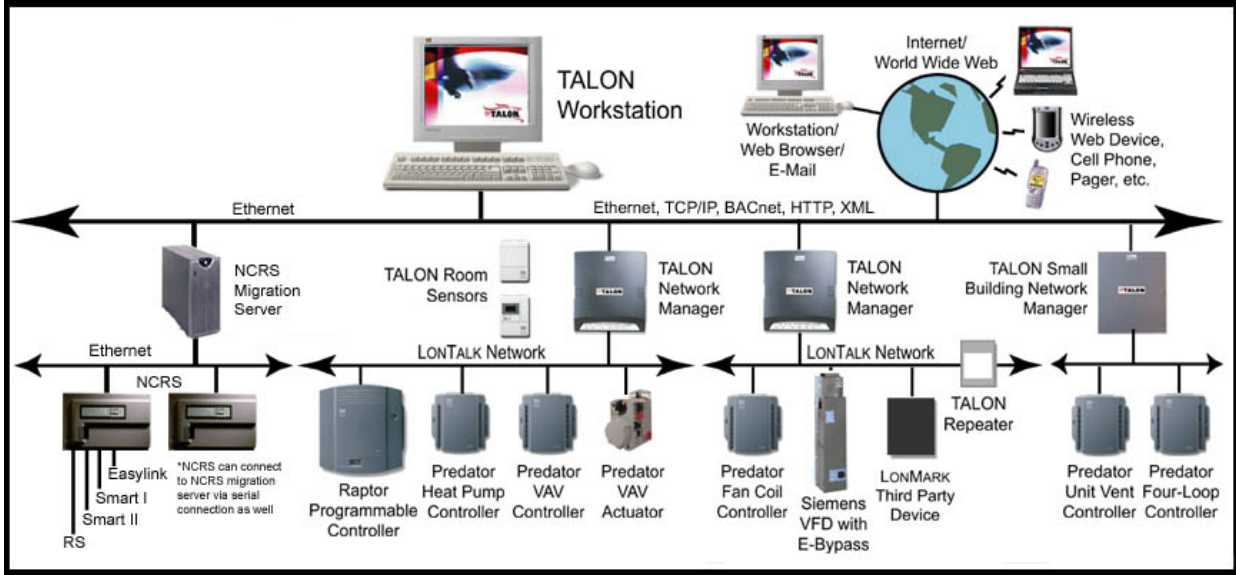 TALON
Workstation
TALON
Workstation/
Web Browser/
E-Mail
Internet/
World Wide Web
Wireless
Web Device,
Cell Phone,
Pager, etc.
Ethernet
Ethernet, TCP/IP, BACnet, HTTP, XML
NCRS
Migration
Server
TALON Room
Sensors
TALON
TALON
Network
Manager
TALON
TALON
Network
Manager
TALON Small
Building Network
Manager
TALON
Ethernet
NCRS
Easylink
Smart I
Smart II
RS
*NCRS can connect
to NCRS migration
server via serial
connection as well
LONTALK Network
Raptor
Programmable
Controller
Predator
Heat Pump
Controller
Predator
VAV
Controller
Predator
VAV
Actuator
LONTALK Network
TALON
Repeater
Predator
Fan Coil
Controller
Siemens
VFD with
E-Bypass
LONMARK
Third Party
Device
Predator
Unit Vent
Controller
Predator
Four-Loop
Controller